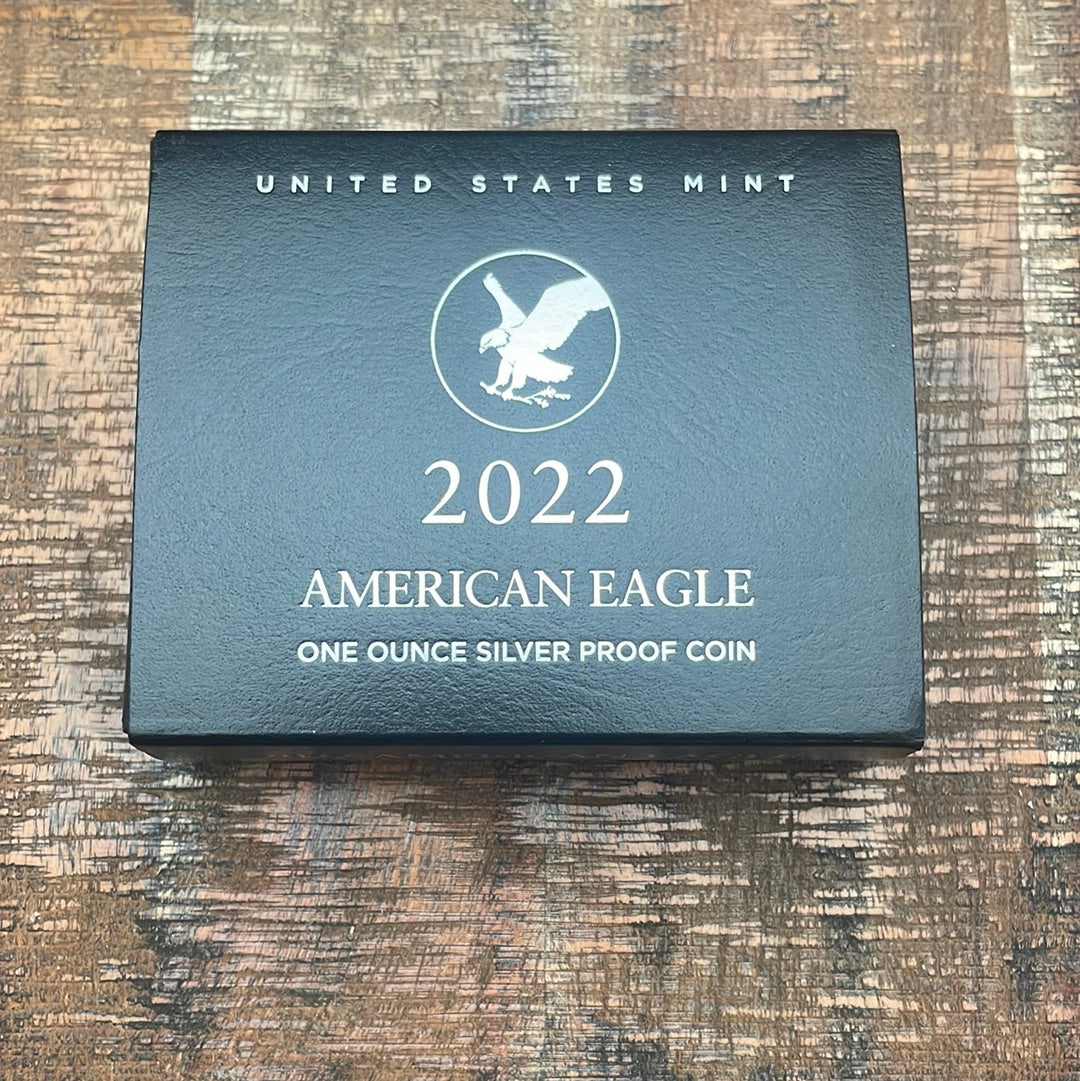 UNITED STATES MINT
2022
AMERICAN EAGLE
ONE OUNCE SILVER PROOF COIN